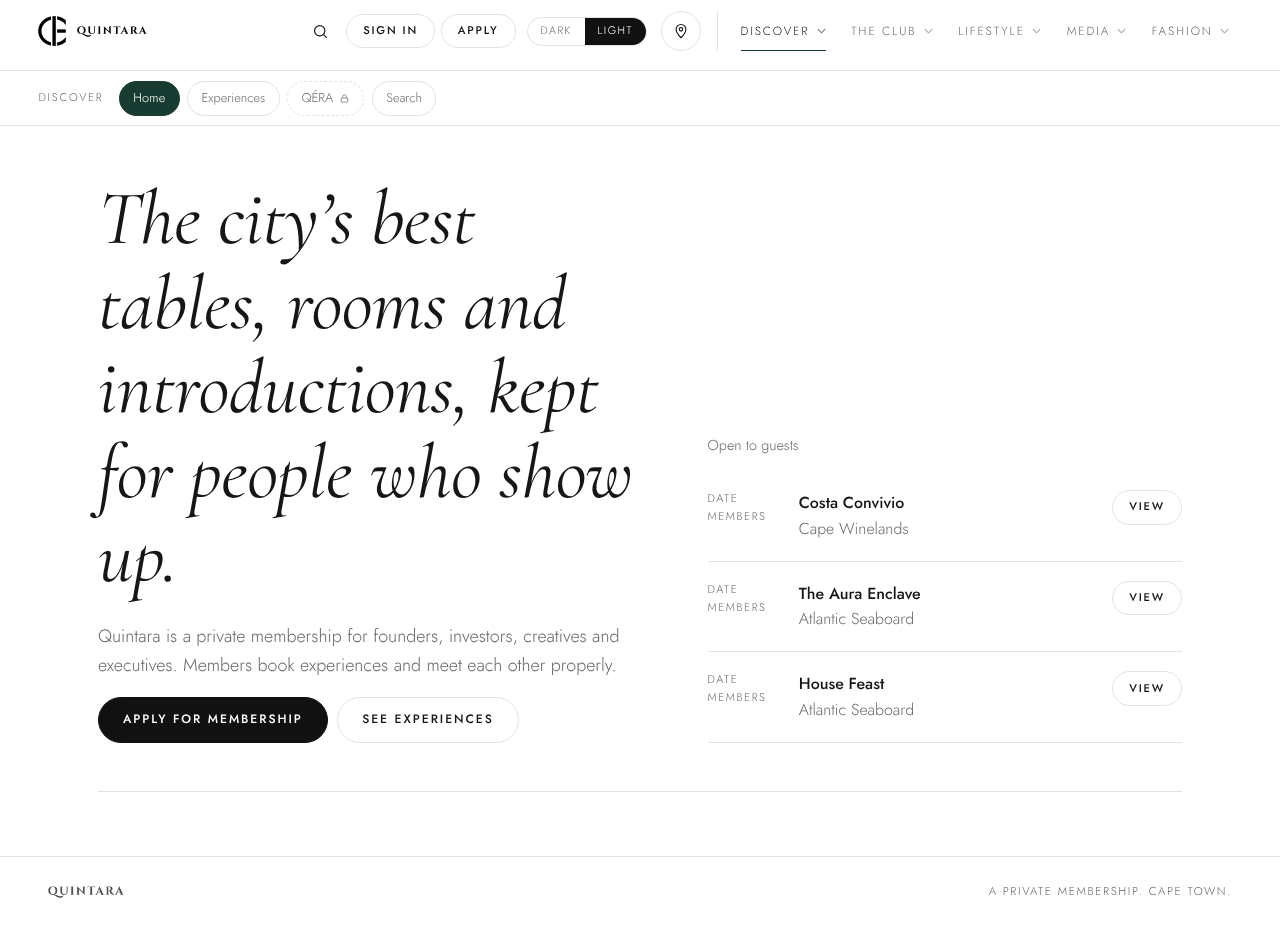 QUINTARA
SIGN IN
APPLY
DARK
LIGHT
DISCOVER
THE CLUB
LIFESTYLE
MEDIA
FASHION
DISCOVER
Home
Experiences
QÉRA
Search
The city’s best
tables, rooms and
introductions, kept
for people who show
up.
Quintara is a private membership for founders, investors, creatives and
executives. Members book experiences and meet each other properly.
APPLY FOR MEMBERSHIP
SEE EXPERIENCES
Open to guests
DATE
MEMBERS
Costa Convivio
Cape Winelands
VIEW
DATE
MEMBERS
The Aura Enclave
Atlantic Seaboard
VIEW
DATE
MEMBERS
House Feast
Atlantic Seaboard
VIEW
QUINTARA
A PRIVATE MEMBERSHIP. CAPE TOWN.